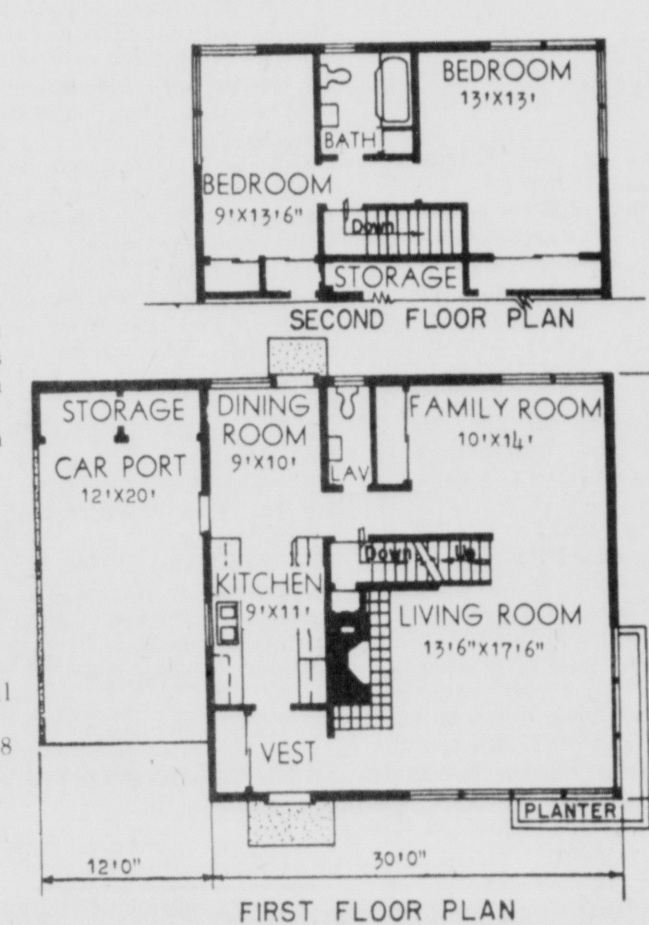 BEDROOM
13'X13'
BATH
BEDROOM
9'X13'6"
Down
STORAGE
SECOND FLOOR PLAN
STORAGE
DINING
ROOM
9'X10'
FAMILY ROOM
10'X14'
LAV
CAR PORT
12'X20'
Down
Up
KITCHEN
9'X11'
LIVING ROOM
13'6"X17'6"
8
VEST
PLANTER
12'0"
30'0"
FIRST FLOOR PLAN